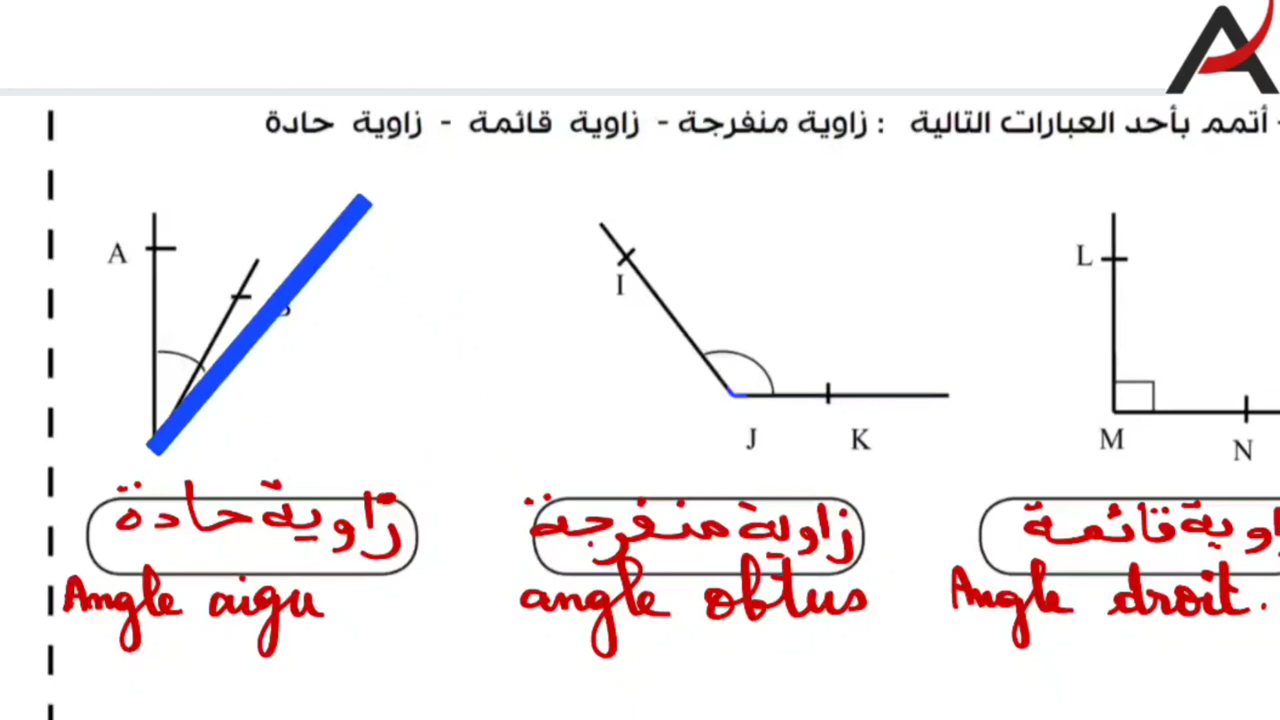 - أتمم بأحد العبارات التالية : زاوية منفرجة - زاوية قائمة - زاوية حادة
A
I
J K
L
M N
زاوية حادة
Angle aigu
زاوية منفرجة
angle obtus
زاوية قائمة
Angle droit.